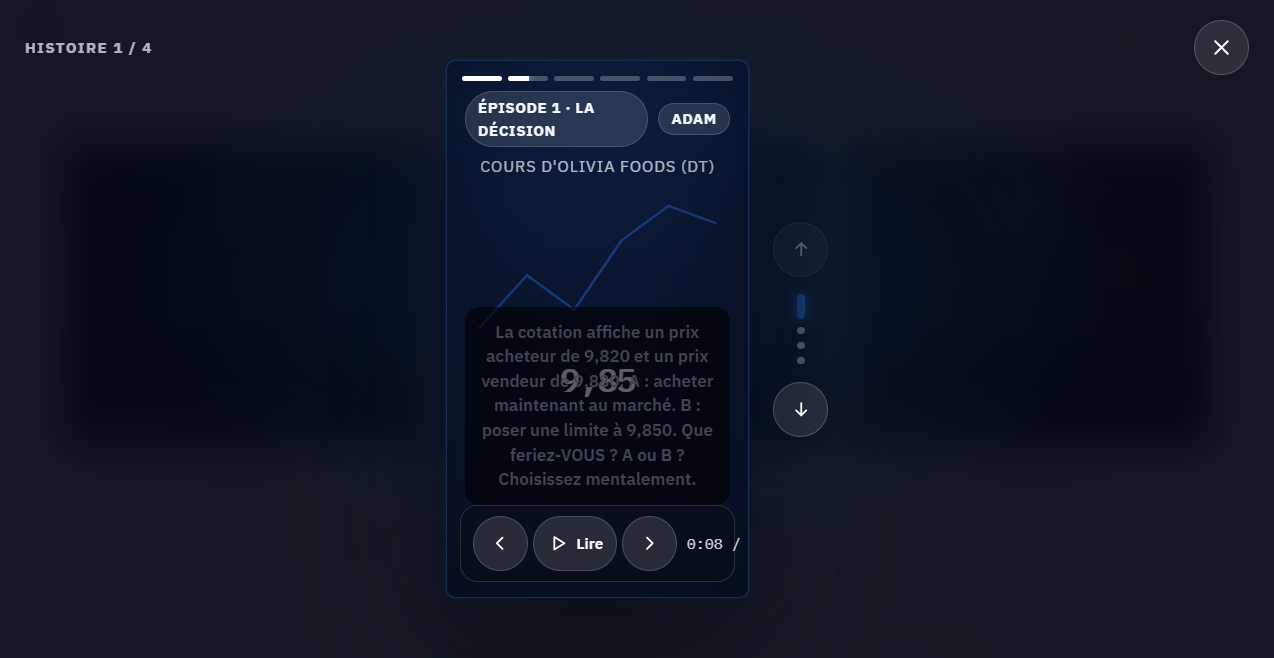 HISTOIRE 1 / 4
ÉPISODE 1 · LA
DÉCISION
ADAM
COURS D'OLIVIA FOODS (DT)
La cotation affiche un prix
acheteur de 9,820 et un prix
vendeur de 9,880. A : acheter
9,85
maintenant au marché. B :
poser une limite à 9,850. Que
feriez-VOUS ? A ou B ?
Choisissez mentalement.
Lire
0:08 /